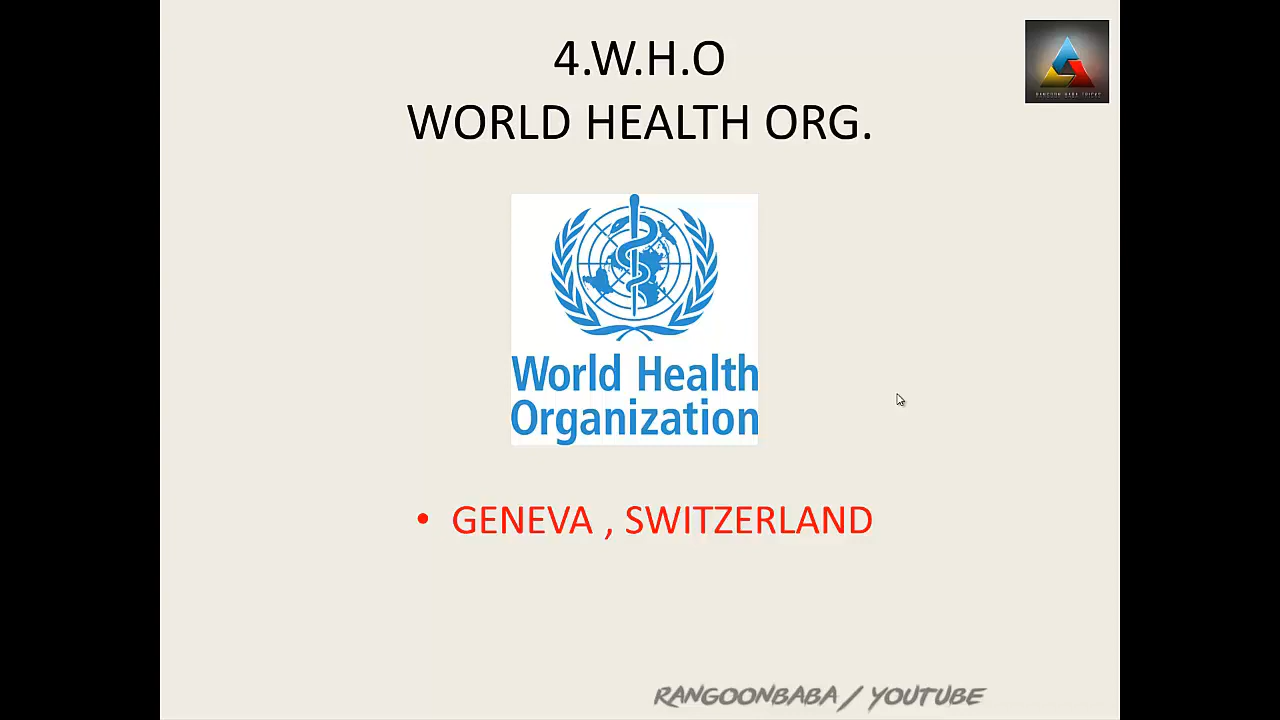 4.W.H.O
WORLD HEALTH ORG.
World Health
Organization
• GENEVA , SWITZERLAND
RANGOONBABA / YOUTUBE